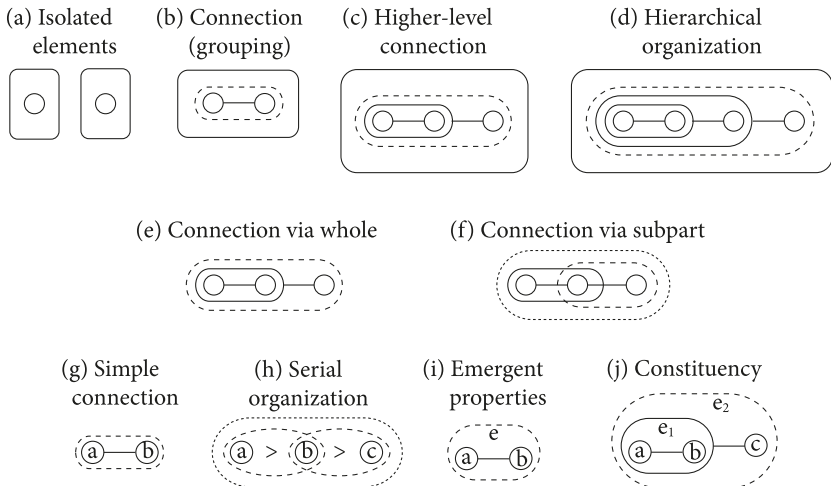 (a) Isolated
elements
(b) Connection
(grouping)
(c) Higher-level
connection
(d) Hierarchical
organization
(e) Connection via whole
(f) Connection via subpart
(g) Simple
connection
a b
(h) Serial
organization
a > b > c
(i) Emergent
properties
e
a b
(j) Constituency
e₂
e₁
a b c